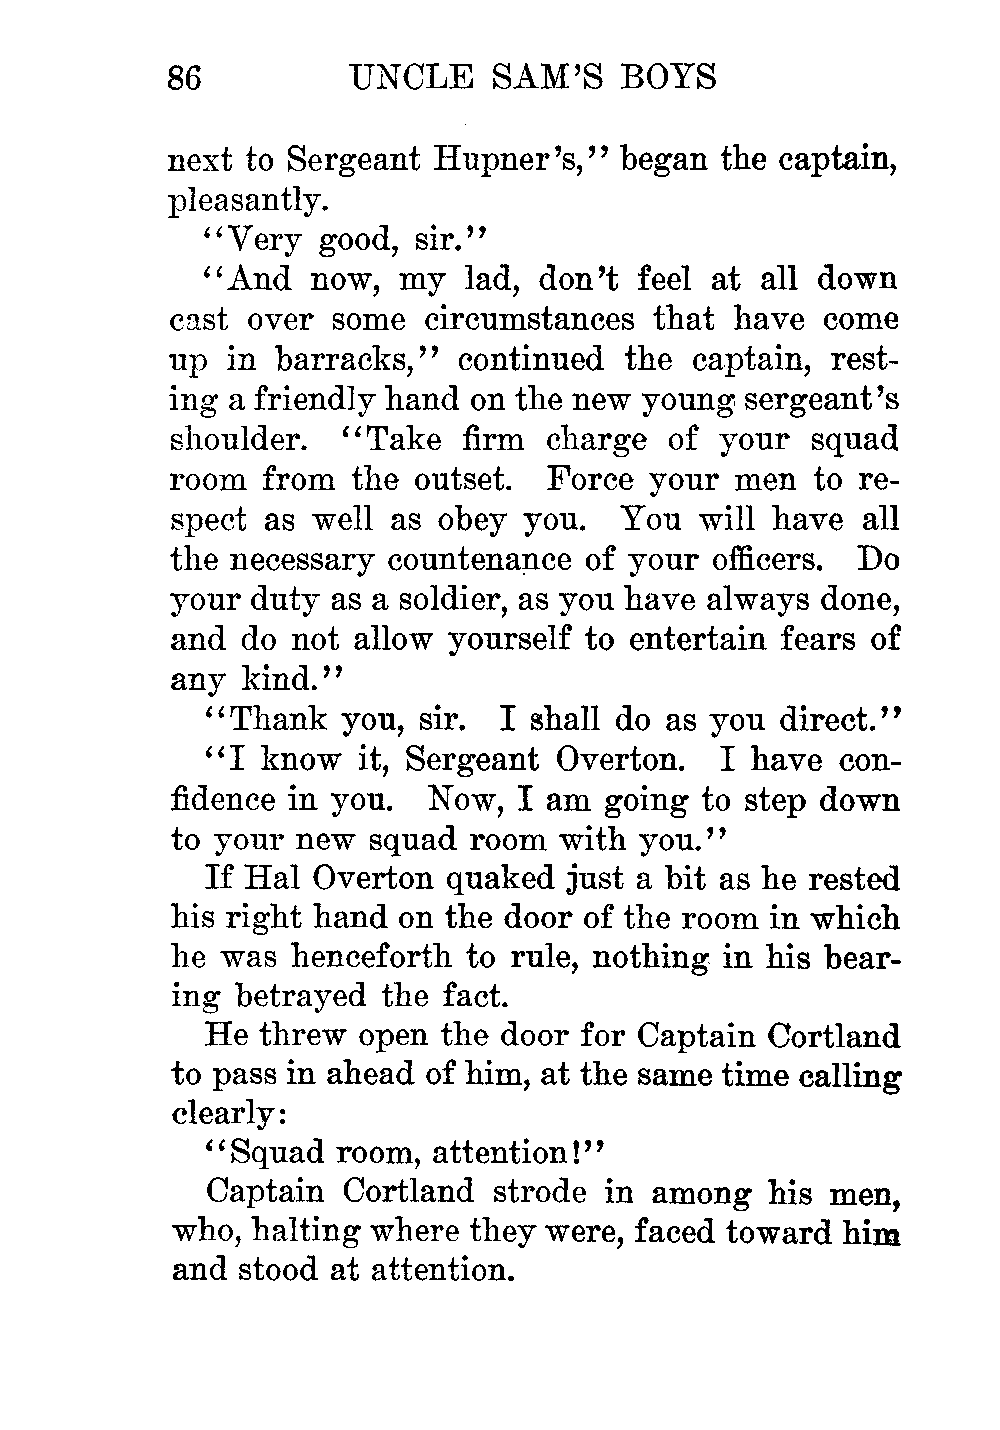 86 UNCLE SAM'S BOYS
next to Sergeant Hupner's," began the captain,
pleasantly.
"Very good, sir."
"And now, my lad, don't feel at all down
cast over some circumstances that have come
up in barracks," continued the captain, rest-
ing a friendly hand on the new young sergeant's
shoulder. "Take firm charge of your squad
room from the outset. Force your men to re-
spect as well as obey you. You will have all
the necessary countenance of your officers. Do
your duty as a soldier, as you have always done,
and do not allow yourself to entertain fears of
any kind."
"Thank you, sir. I shall do as you direct."
"I know it, Sergeant Overton. I have con-
fidence in you. Now, I am going to step down
to your new squad room with you."
If Hal Overton quaked just a bit as he rested
his right hand on the door of the room in which
he was henceforth to rule, nothing in his bear-
ing betrayed the fact.
He threw open the door for Captain Cortland
to pass in ahead of him, at the same time calling
clearly:
"Squad room, attention!"
Captain Cortland strode in among his men,
who, halting where they were, faced toward him
and stood at attention.